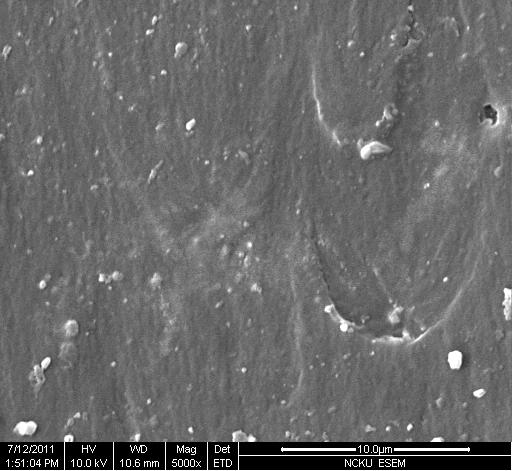 7/12/2011 HV WD Mag Det 10.0µm
1:51:04 PM 10.0 kV 10.6 mm 5000x ETD NCKU ESEM